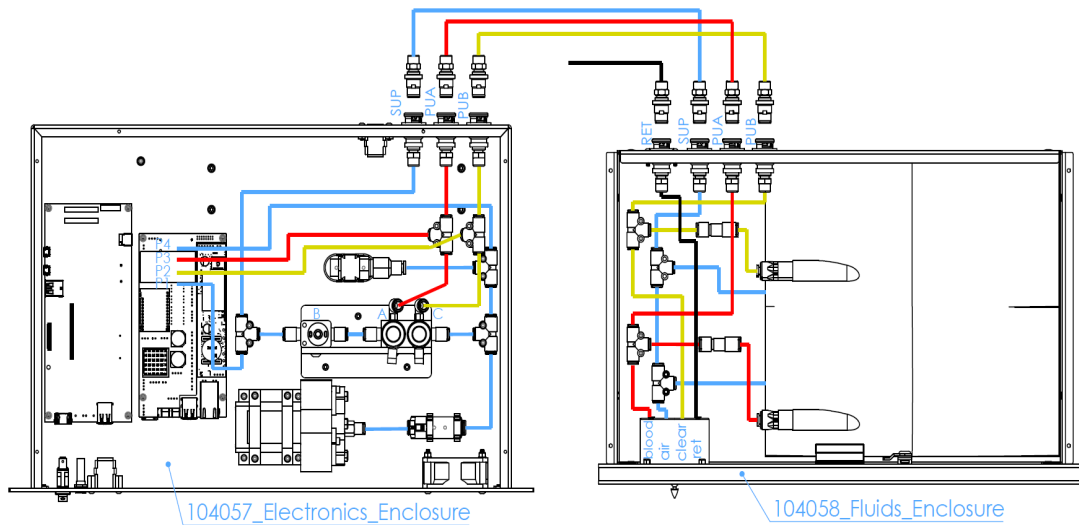 SUP
PUA
PUB
RET
SUP
PUA
PUB
P4
P3
P2
P1
B
A
C
blood
air
clear
ret
104057_Electronics_Enclosure
104058_Fluids_Enclosure